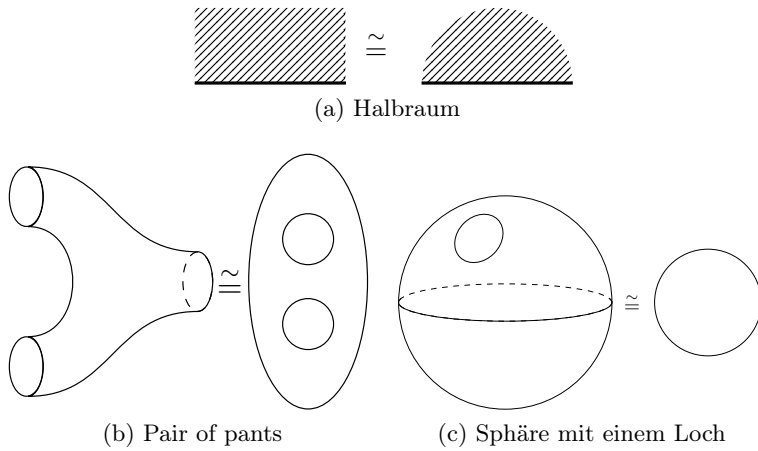 ≅
(a) Halbraum
≅
≅
(b) Pair of pants
(c) Sphäre mit einem Loch